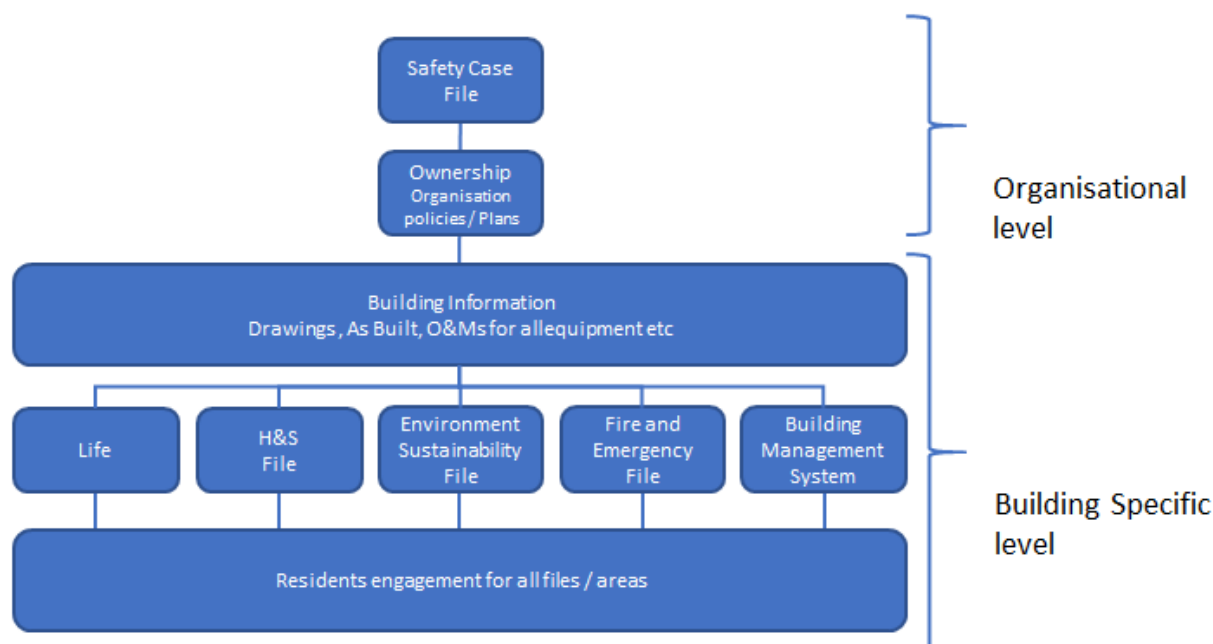 Safety Case
File
Ownership
Organisation
policies / Plans
Organisational
level
Building Information
Drawings, As Built, O&Ms for allequipment etc
Life
H&S
File
Environment
Sustainability
File
Fire and
Emergency
File
Building
Management
System
Building Specific
level
Residents engagement for all files / areas